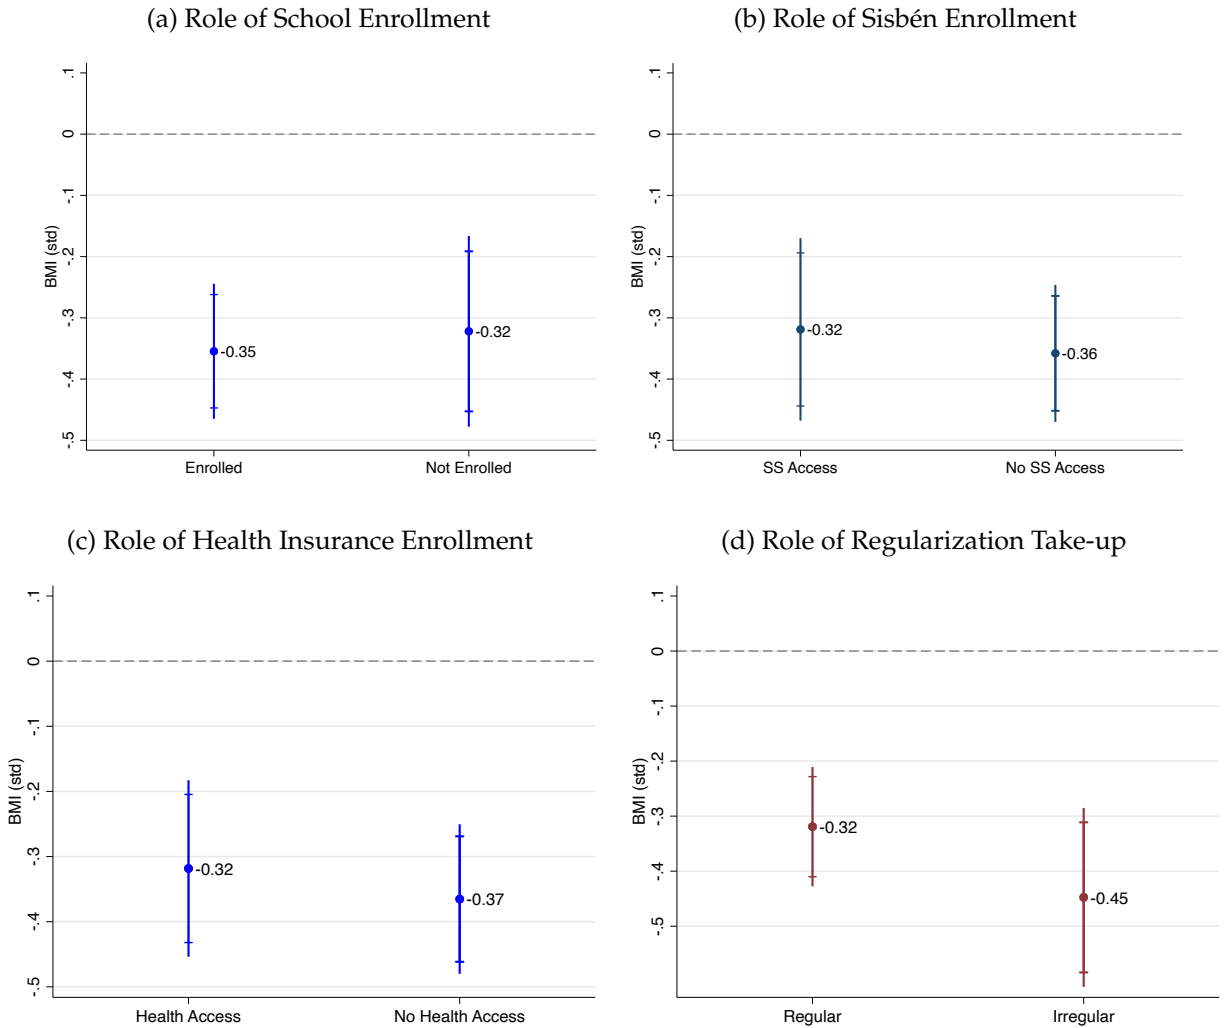 (a) Role of School Enrollment
.1
0
-.1
-.2
-.3
-.4
-.5
BMI (std)
-0.35
-0.32
Enrolled
Not Enrolled
(b) Role of Sisbén Enrollment
.1
0
-.1
-.2
-.3
-.4
-.5
BMI (std)
-0.32
-0.36
SS Access
No SS Access
(c) Role of Health Insurance Enrollment
.1
0
-.1
-.2
-.3
-.4
-.5
BMI (std)
-0.32
-0.37
Health Access
No Health Access
(d) Role of Regularization Take-up
.1
0
-.1
-.2
-.3
-.4
-.5
BMI (std)
-0.32
-0.45
Regular
Irregular